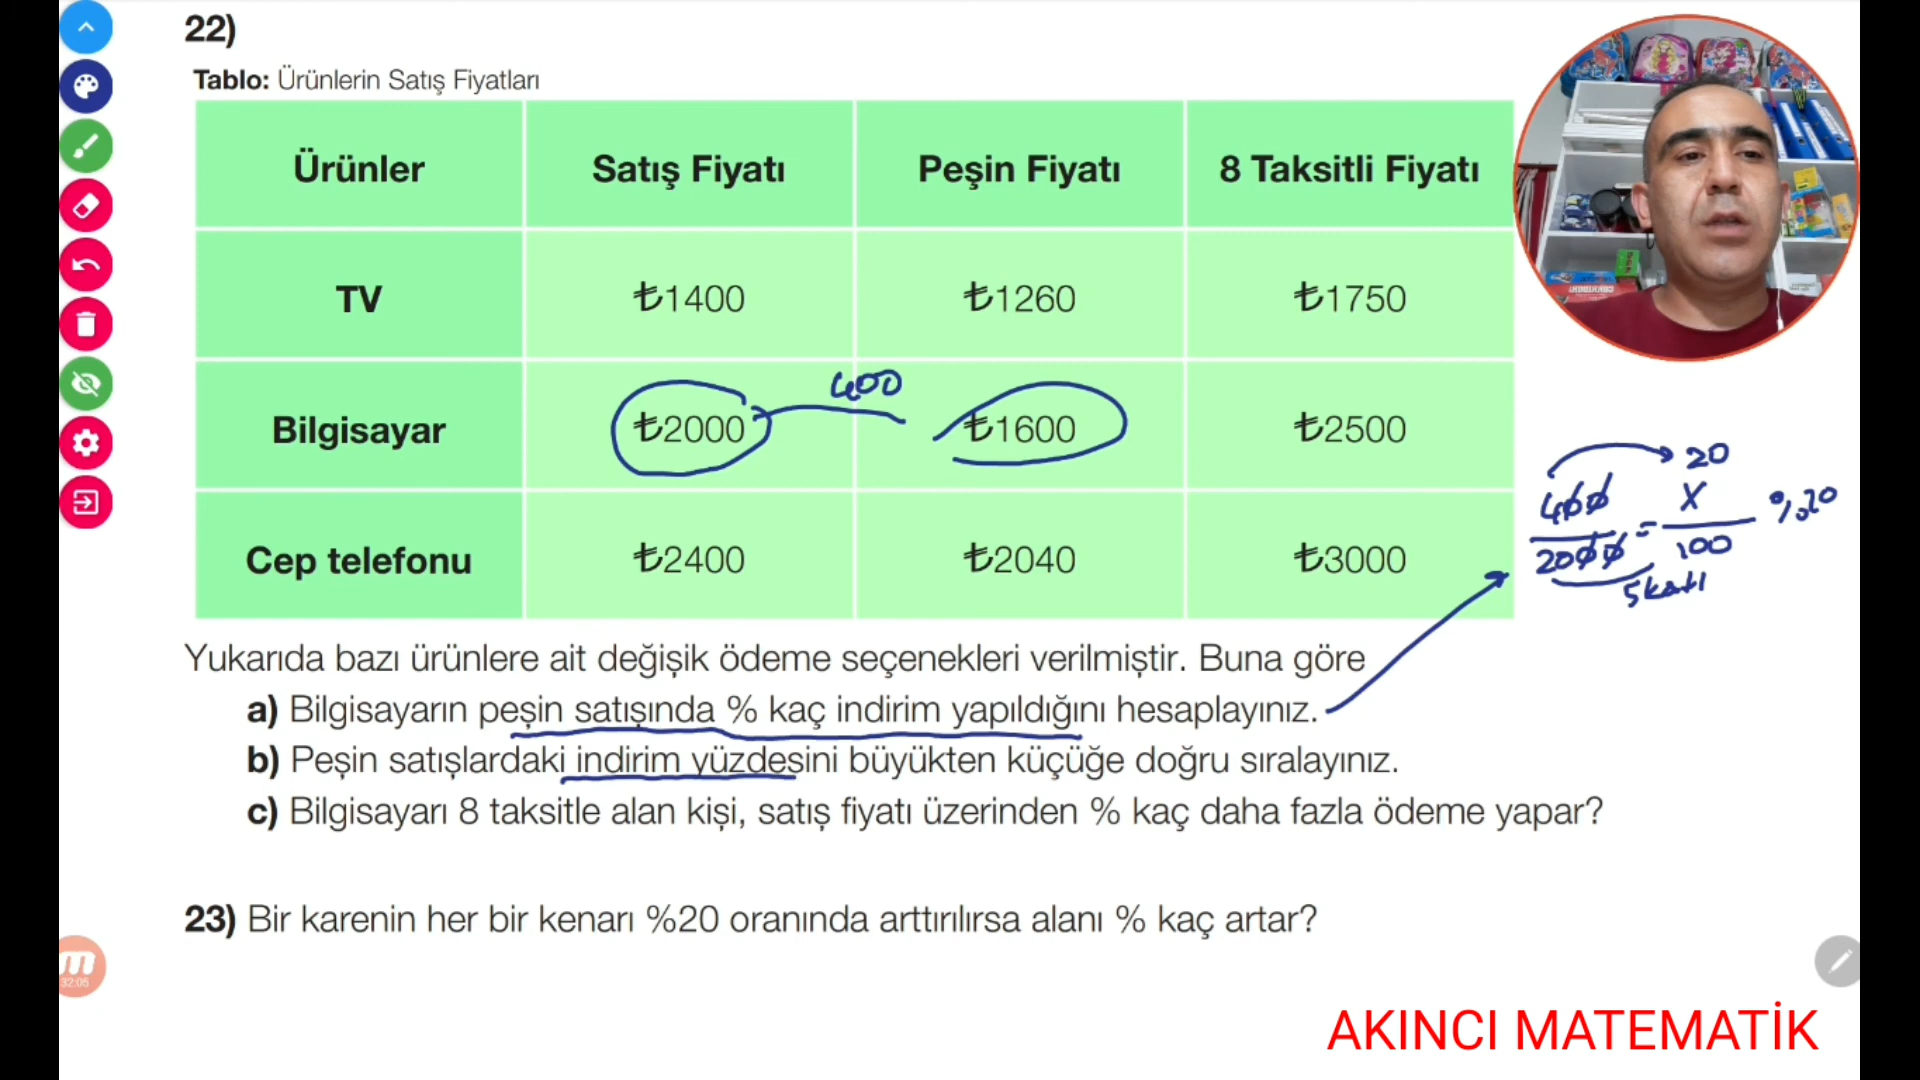 22)
Tablo: Ürünlerin Satış Fiyatları
Ürünler Satış Fiyatı Peşin Fiyatı 8 Taksitli Fiyatı
TV ₺1400 ₺1260 ₺1750
400
Bilgisayar ₺2000 ₺1600 ₺2500
Cep telefonu ₺2400 ₺2040 ₺3000
20
400 = X %20
2000 100
5 katı
Yukarıda bazı ürünlere ait değişik ödeme seçenekleri verilmiştir. Buna göre
a) Bilgisayarın peşin satışında % kaç indirim yapıldığını hesaplayınız.
b) Peşin satışlardaki indirim yüzdesini büyükten küçüğe doğru sıralayınız.
c) Bilgisayarı 8 taksitle alan kişi, satış fiyatı üzerinden % kaç daha fazla ödeme yapar?
23) Bir karenin her bir kenarı %20 oranında arttırılırsa alanı % kaç artar?
m
32:05
AKINCI MATEMATİK